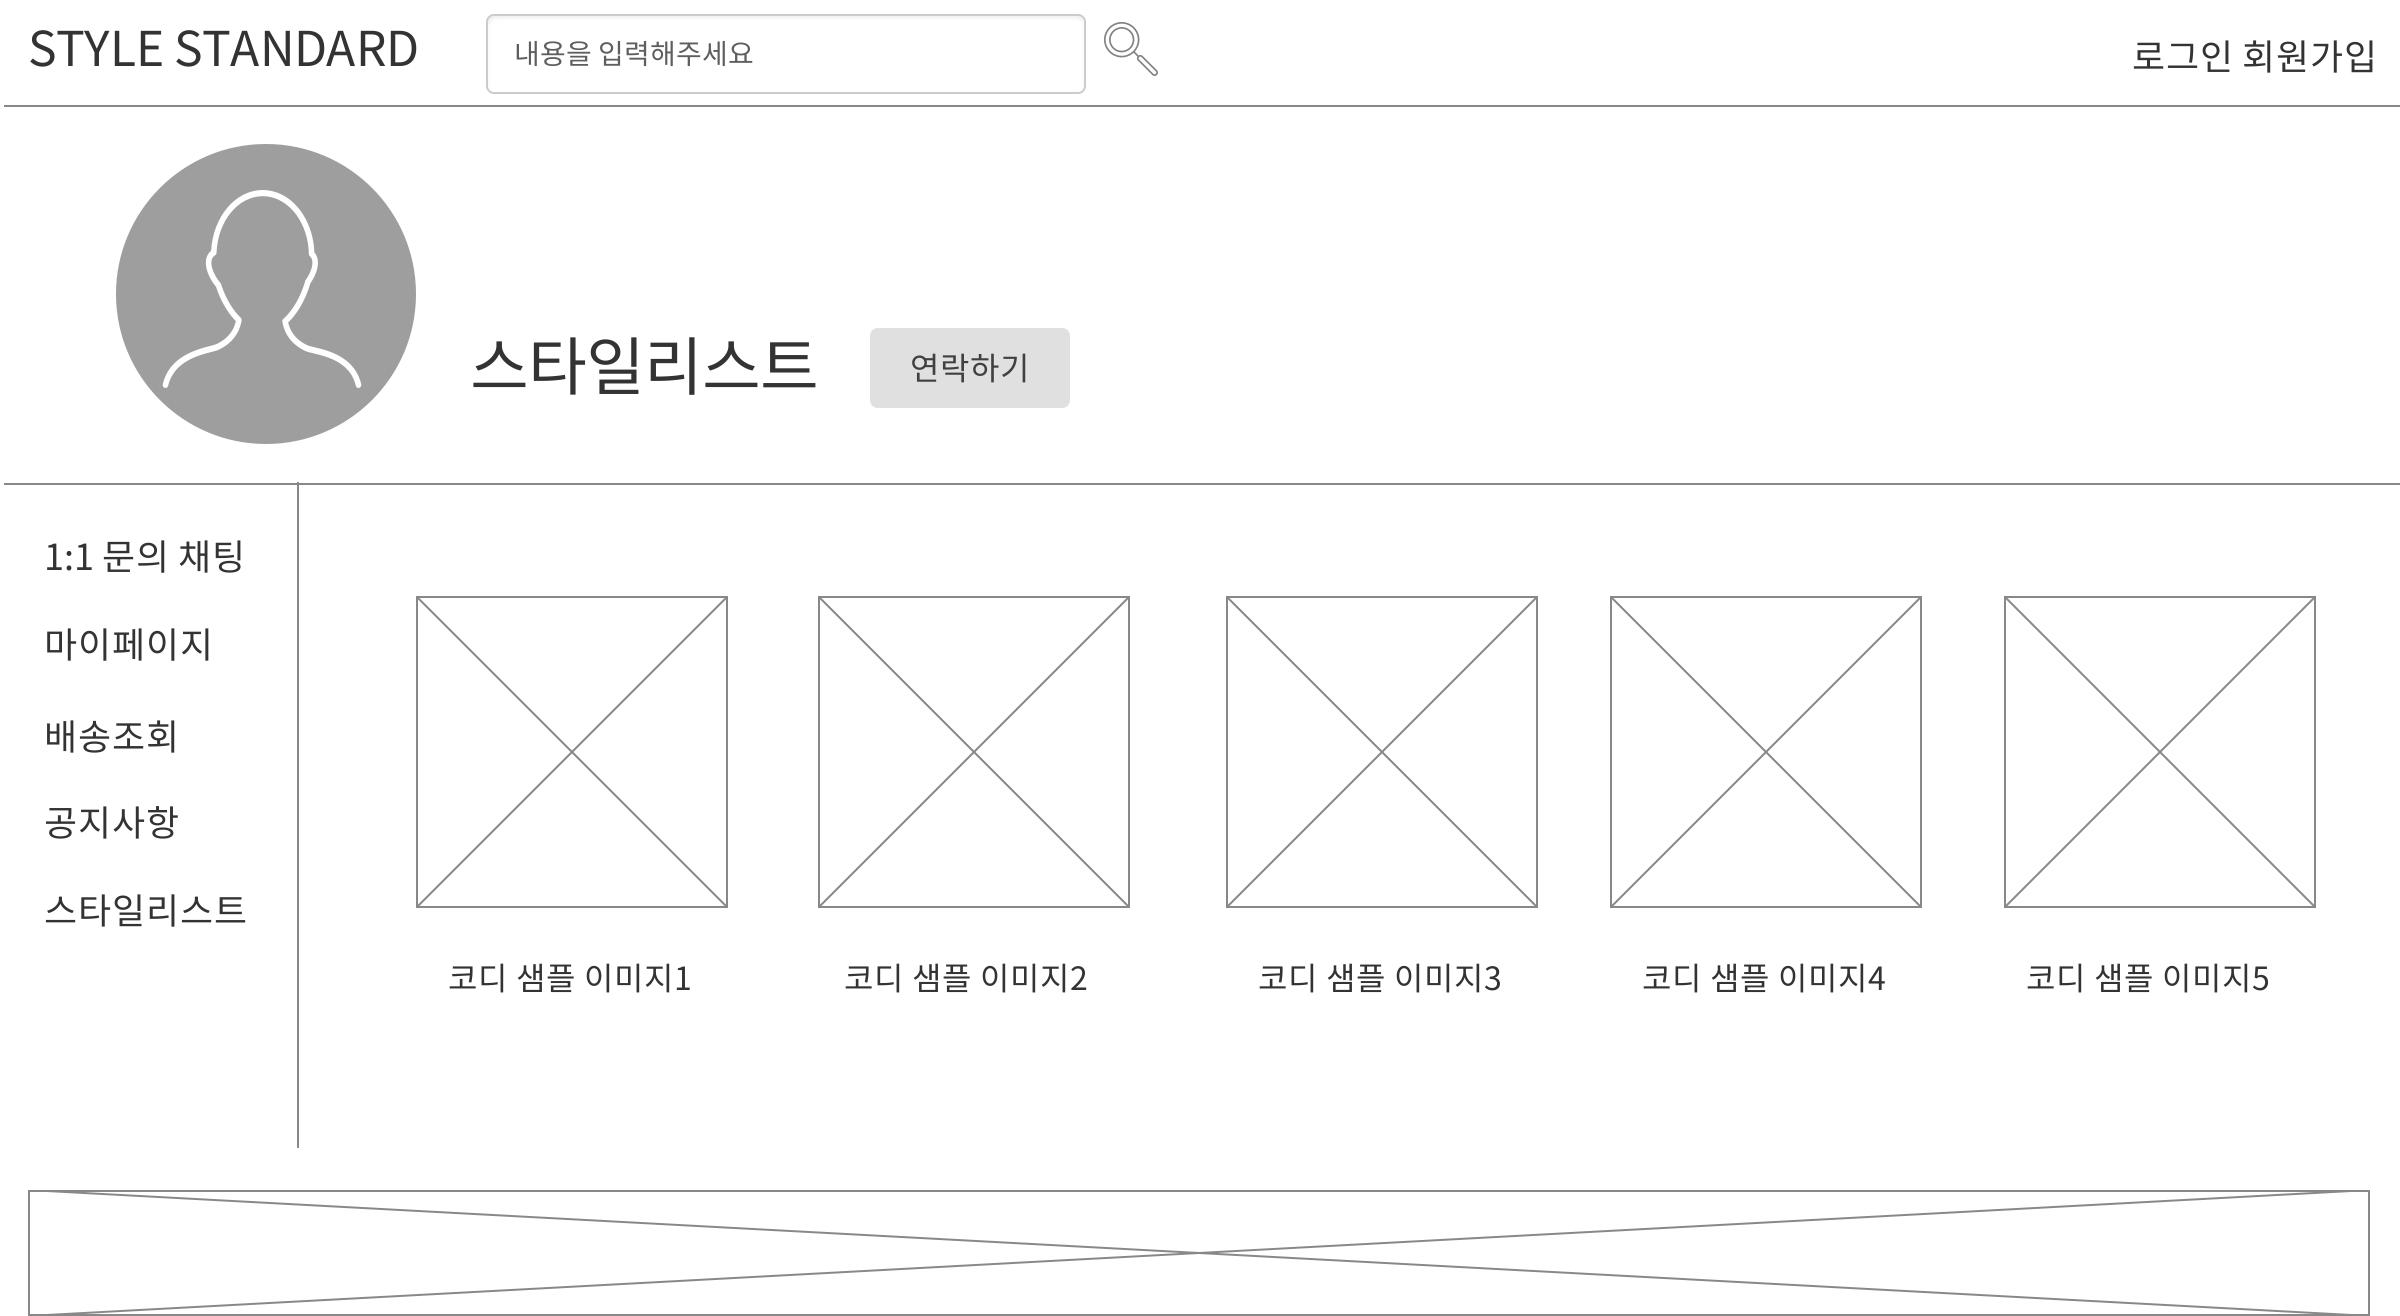 STYLE STANDARD
내용을 입력해주세요
로그인 회원가입
스타일리스트
연락하기
1:1 문의 채팅
마이페이지
배송조회
공지사항
스타일리스트
코디 샘플 이미지1
코디 샘플 이미지2
코디 샘플 이미지3
코디 샘플 이미지4
코디 샘플 이미지5